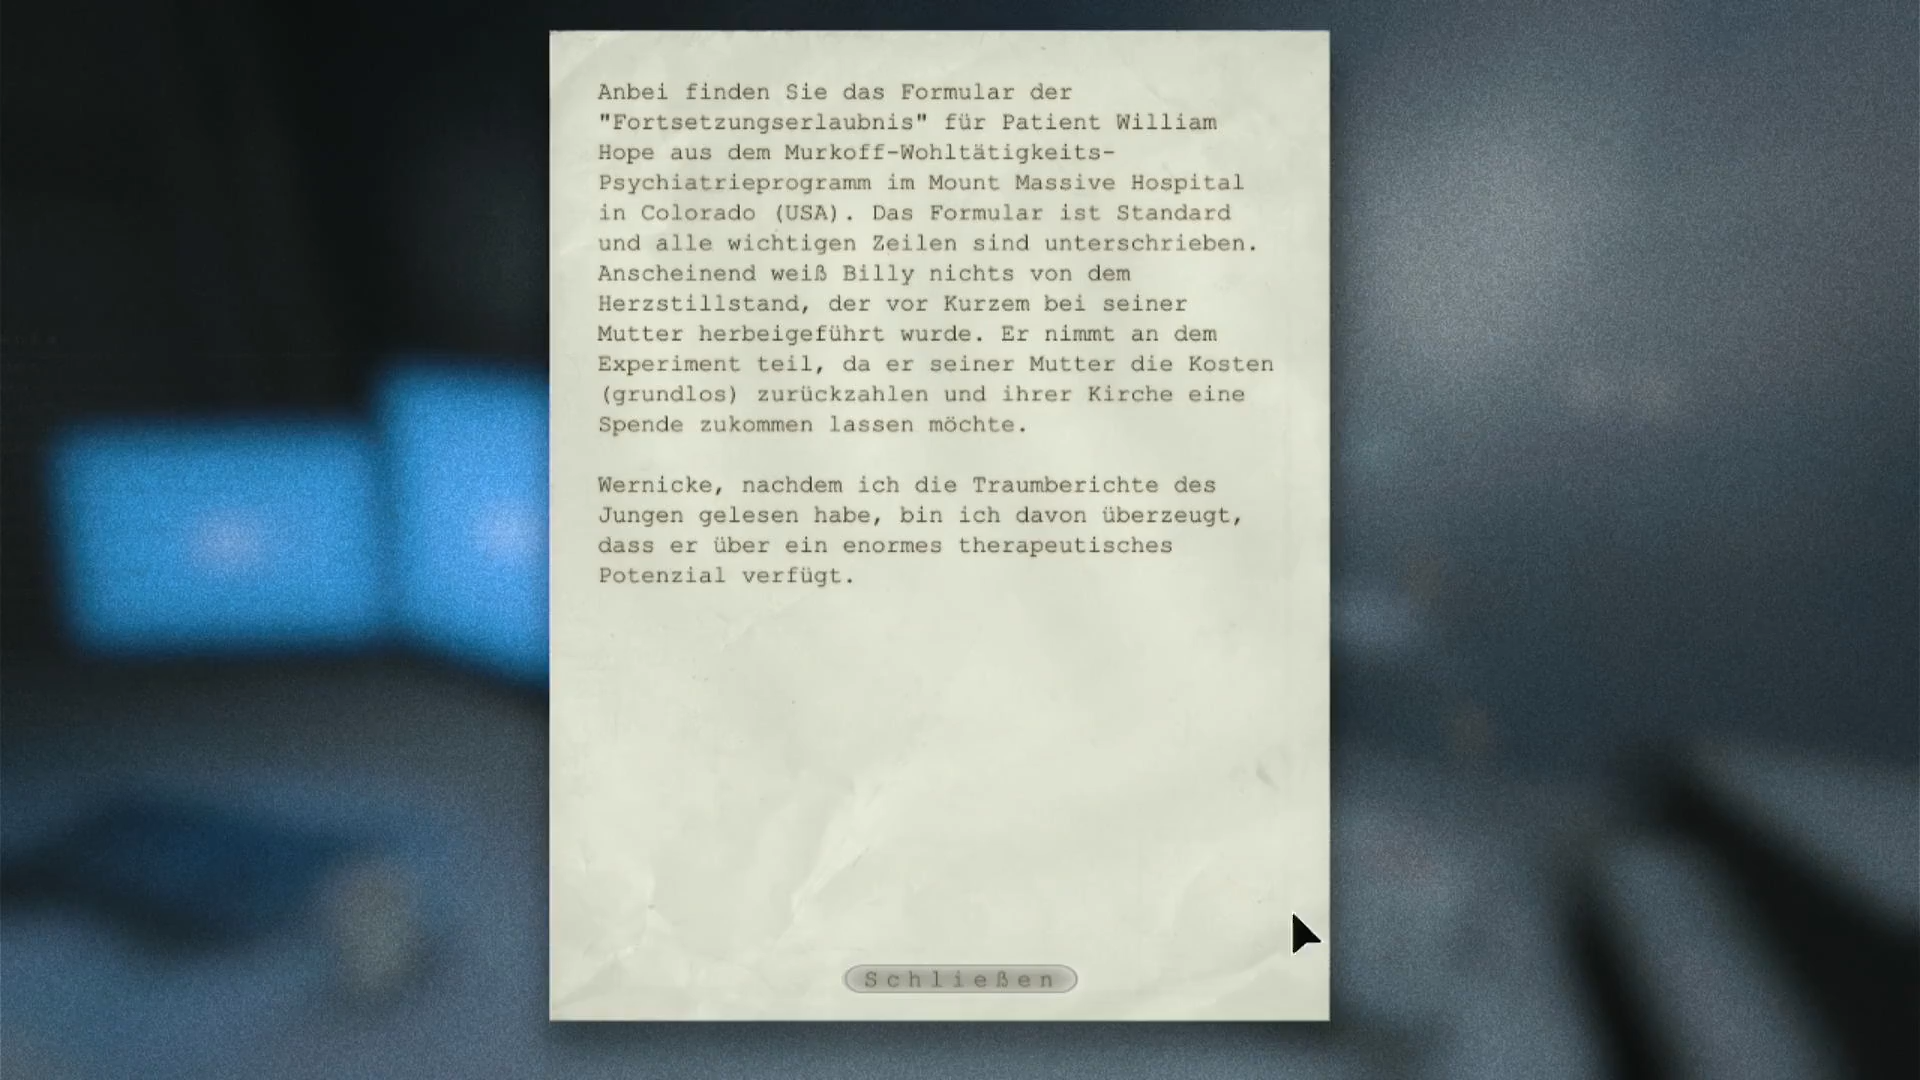 Anbei finden Sie das Formular der
"Fortsetzungserlaubnis" für Patient William
Hope aus dem Murkoff-Wohltätigkeits-
Psychiatrieprogramm im Mount Massive Hospital
in Colorado (USA). Das Formular ist Standard
und alle wichtigen Zeilen sind unterschrieben.
Anscheinend weiß Billy nichts von dem
Herzstillstand, der vor Kurzem bei seiner
Mutter herbeigeführt wurde. Er nimmt an dem
Experiment teil, da er seiner Mutter die Kosten
(grundlos) zurückzahlen und ihrer Kirche eine
Spende zukommen lassen möchte.
Wernicke, nachdem ich die Traumberichte des
Jungen gelesen habe, bin ich davon überzeugt,
dass er über ein enormes therapeutisches
Potenzial verfügt.
Schließen